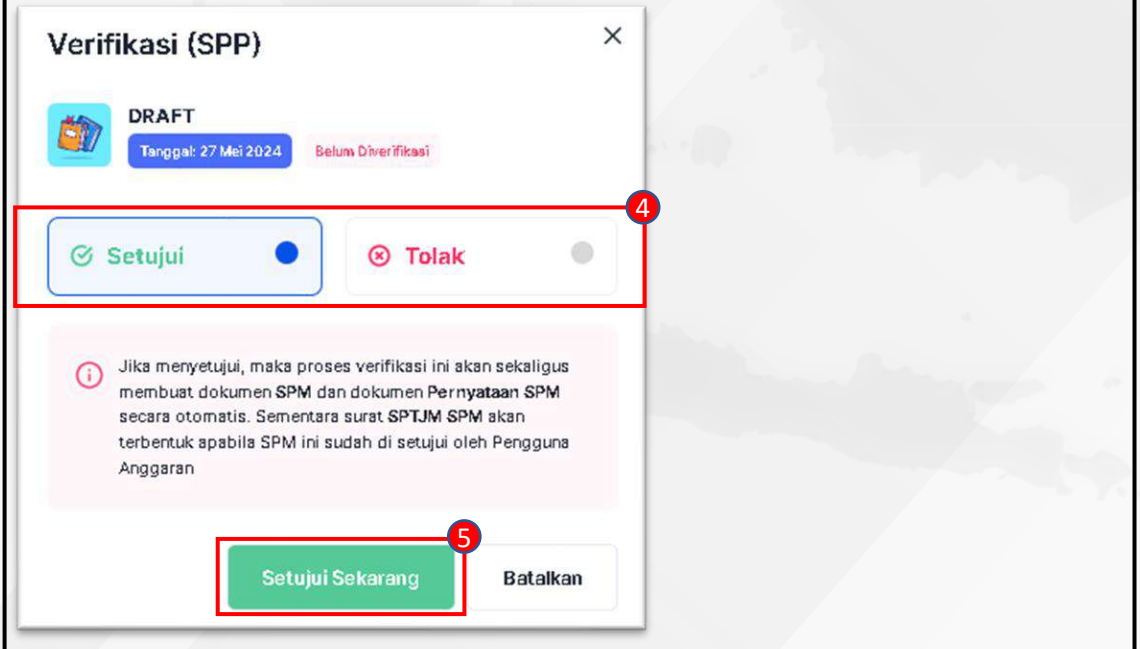 Verifikasi (SPP)
DRAFT
Tanggal: 27 Mei 2024 Belum Diverifikasi
4
Setujui Tolak
Jika menyetujui, maka proses verifikasi ini akan sekaligus
membuat dokumen SPM dan dokumen Pernyataan SPM
secara otomatis. Sementara surat SPTJM SPM akan
terbentuk apabila SPM ini sudah di setujui oleh Pengguna
Anggaran
5
Setujui Sekarang Batalkan